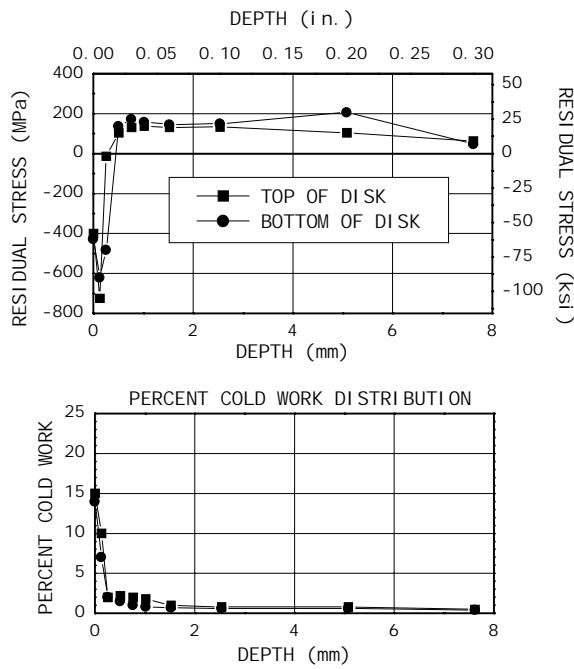 DEPTH (in.)
0.00 0.03 0.05 0.10 0.20 0.30
RESIDUAL STRESS (MPa)
400
200
0
-200
-400
-600
-800
50
25
0
-25
-50
-75
-100
RESIDUAL STRESS (ksi)
TOP OF DISK
BOTTOM OF DISK
0 2 4 6 8
DEPTH (mm)
PERCENT COLD WORK DISTRIBUTION
PERCENT COLD WORK
25
20
15
10
5
0
0 2 4 6 8
DEPTH (mm)